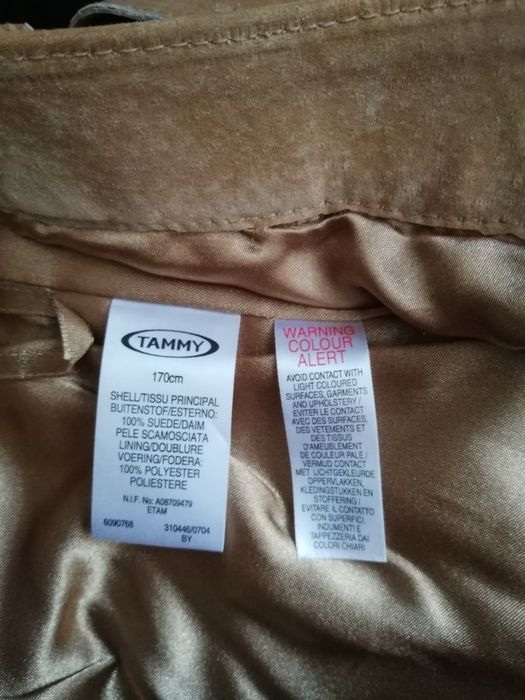 TAMMY
170cm
SHELL/TISSU PRINCIPAL
BUITENSTOF/ESTERNO:
100% SUEDE/DAIM
PELE SCAMOSCIATA
LINING/DOUBLURE
VOERING/FODERA:
100% POLYESTER
POLIESTERE
N.I.F. No: A08709479
ETAM
6090768 310446/0704
BY
WARNING
COLOUR
ALERT
AVOID CONTACT WITH
LIGHT COLOURED
SURFACES, GARMENTS
AND UPHOLSTERY/
EVITER LE CONTACT
AVEC DES SURFACES,
DES VETEMENTS ET
DES TISSUS
D'AMEUBLEMENT
DE COULEUR PALE/
VERMIJD CONTACT
MET LICHTGEKLEURDE
OPPERVLAKKEN,
KLEDINGSTUKKEN EN
STOFFERING/
EVITARE IL CONTATTO
CON SUPERFICI,
INDUMENTI E
TAPPEZZERIA DAI
COLORI CHIARI